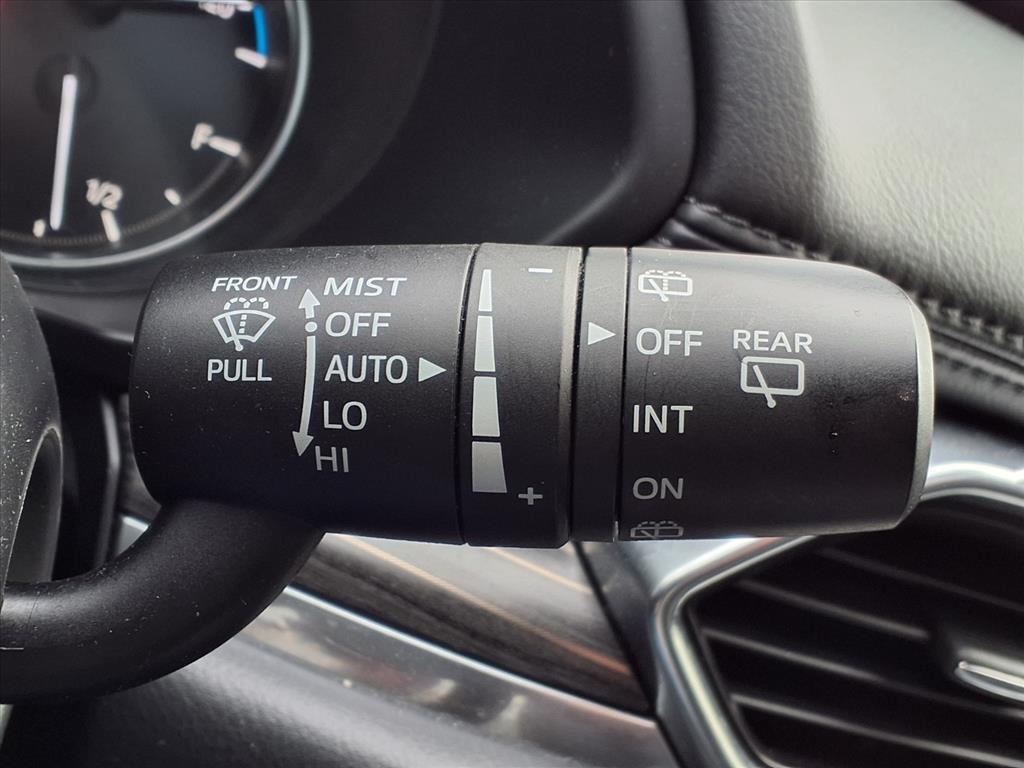 F
1/2
FRONT
PULL
MIST
OFF
AUTO
LO
HI
−
+
OFF
INT
ON
REAR